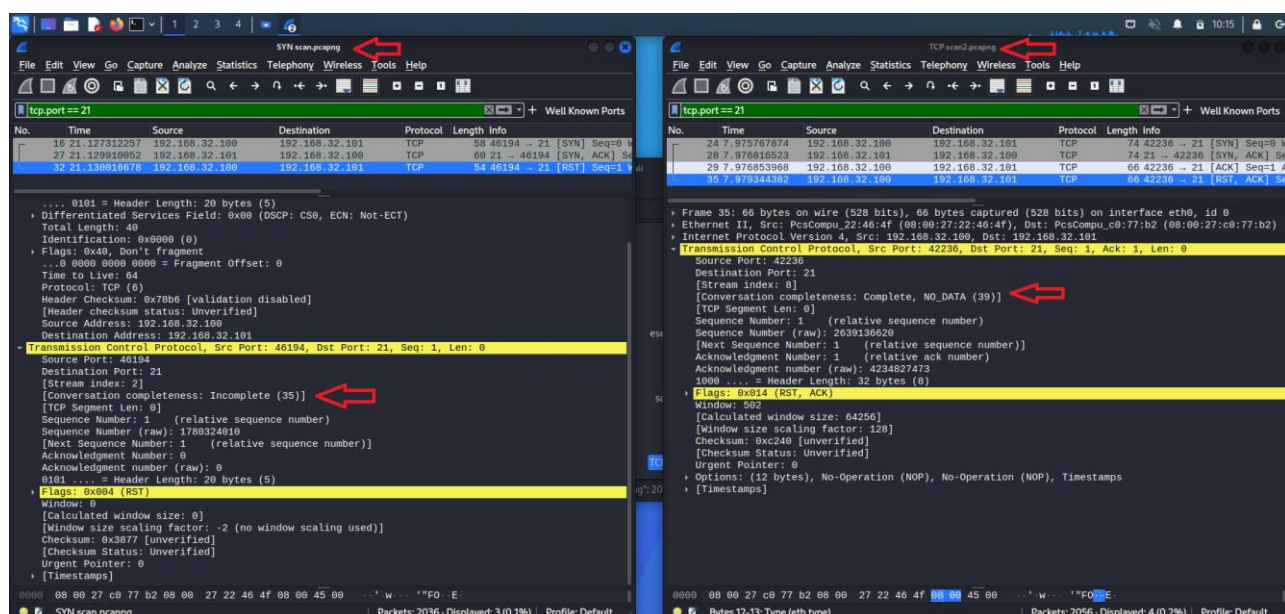 1 2 3 4
10:15
SYN scan.pcapng
File Edit View Go Capture Analyze Statistics Telephony Wireless Tools Help
tcp.port == 21
Well Known Ports
No. Time Source Destination Protocol Length Info
16 21.127312257 192.168.32.100 192.168.32.101 TCP 58 46194 → 21 [SYN] Seq=0
27 21.129910052 192.168.32.101 192.168.32.100 TCP 60 21 → 46194 [SYN, ACK]
32 21.130016678 192.168.32.100 192.168.32.101 TCP 54 46194 → 21 [RST] Seq=1
.... 0101 = Header Length: 20 bytes (5)
Differentiated Services Field: 0x00 (DSCP: CS0, ECN: Not-ECT)
Total Length: 40
Identification: 0x0000 (0)
Flags: 0x40, Don't fragment
...0 0000 0000 0000 = Fragment Offset: 0
Time to Live: 64
Protocol: TCP (6)
Header Checksum: 0x78b6 [validation disabled]
[Header checksum status: Unverified]
Source Address: 192.168.32.100
Destination Address: 192.168.32.101
Transmission Control Protocol, Src Port: 46194, Dst Port: 21, Seq: 1, Len: 0
Source Port: 46194
Destination Port: 21
[Stream index: 2]
[Conversation completeness: Incomplete (35)]
[TCP Segment Len: 0]
Sequence Number: 1 (relative sequence number)
Sequence Number (raw): 1780324010
[Next Sequence Number: 1 (relative sequence number)]
Acknowledgment Number: 0
Acknowledgment number (raw): 0
0101 .... = Header Length: 20 bytes (5)
Flags: 0x004 (RST)
Window: 0
[Calculated window size: 0]
[Window size scaling factor: -2 (no window scaling used)]
Checksum: 0x3877 [unverified]
[Checksum Status: Unverified]
Urgent Pointer: 0
[Timestamps]
0000 08 00 27 c0 77 b2 08 00 27 22 46 4f 08 00 45 00 ··'·w··· '"FO··E·
SYN scan.pcapng Packets: 2036 · Displayed: 3 (0.1%) Profile: Default
TCP scan2.pcapng
File Edit View Go Capture Analyze Statistics Telephony Wireless Tools Help
tcp.port == 21
Well Known Ports
No. Time Source Destination Protocol Length Info
24 7.975767874 192.168.32.100 192.168.32.101 TCP 74 42236 → 21 [SYN] Seq=0
28 7.976816523 192.168.32.101 192.168.32.100 TCP 74 21 → 42236 [SYN, ACK]
29 7.976853968 192.168.32.100 192.168.32.101 TCP 66 42236 → 21 [ACK] Seq=1
35 7.979344382 192.168.32.100 192.168.32.101 TCP 66 42236 → 21 [RST, ACK]
Frame 35: 66 bytes on wire (528 bits), 66 bytes captured (528 bits) on interface eth0, id 0
Ethernet II, Src: PcsCompu_22:46:4f (08:00:27:22:46:4f), Dst: PcsCompu_c0:77:b2 (08:00:27:c0:77:b2)
Internet Protocol Version 4, Src: 192.168.32.100, Dst: 192.168.32.101
Transmission Control Protocol, Src Port: 42236, Dst Port: 21, Seq: 1, Ack: 1, Len: 0
Source Port: 42236
Destination Port: 21
[Stream index: 8]
[Conversation completeness: Complete, NO_DATA (39)]
[TCP Segment Len: 0]
Sequence Number: 1 (relative sequence number)
Sequence Number (raw): 2639136620
[Next Sequence Number: 1 (relative sequence number)]
Acknowledgment Number: 1 (relative ack number)
Acknowledgment number (raw): 4234827473
1000 .... = Header Length: 32 bytes (8)
Flags: 0x014 (RST, ACK)
Window: 502
[Calculated window size: 64256]
[Window size scaling factor: 128]
Checksum: 0xc240 [unverified]
[Checksum Status: Unverified]
Urgent Pointer: 0
Options: (12 bytes), No-Operation (NOP), No-Operation (NOP), Timestamps
[Timestamps]
0000 08 00 27 c0 77 b2 08 00 27 22 46 4f 08 00 45 00 ··'·w··· '"FO··E·
Bytes 12-13: Type (eth.type) Packets: 2056 · Displayed: 4 (0.2%) Profile: Default